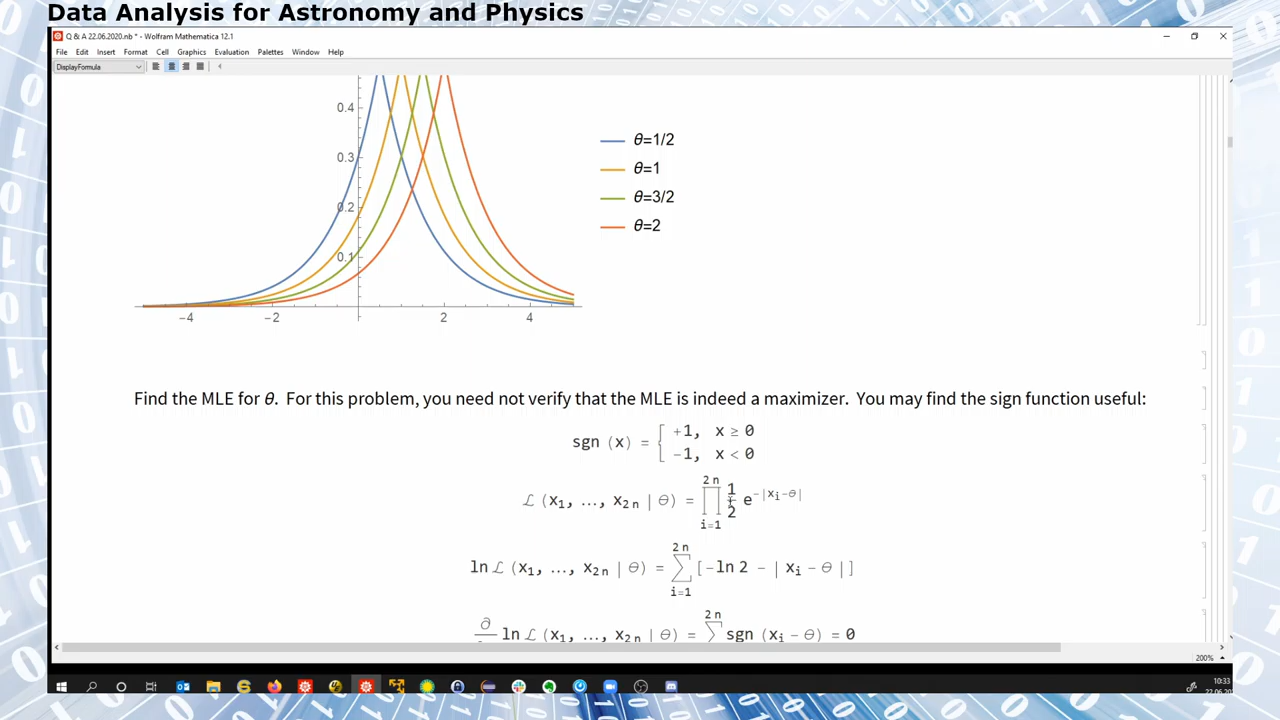 Data Analysis for Astronomy and Physics
Q & A 22.06.2020.nb * - Wolfram Mathematica 12.1
File Edit Insert Format Cell Graphics Evaluation Palettes Window Help
DisplayFormula
0.4
0.3
0.2
0.1
-4 -2 2 4
θ=1/2
θ=1
θ=3/2
θ=2
Find the MLE for θ. For this problem, you need not verify that the MLE is indeed a maximizer. You may find the sign function useful:
sgn (x) = { +1, x ≥ 0
-1, x < 0
ℒ (x₁, …, x₂ₙ | θ) = ∏_{i=1}^{2n} 1/2 e^{-|xᵢ-θ|}
ln ℒ (x₁, …, x₂ₙ | θ) = ∑_{i=1}^{2n} [-ln 2 - | xᵢ - θ | ]
∂ ln ℒ (x₁, …, x₂ₙ | θ) = ∑^{2n} sgn (xᵢ - θ) = 0
200%
10:33